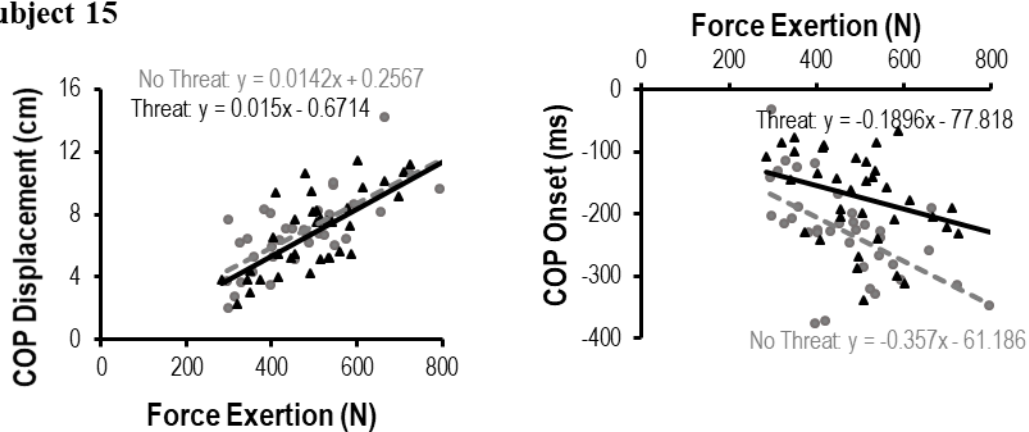 ubject 15
No Threat: y = 0.0142x + 0.2567
Threat: y = 0.015x - 0.6714
COP Displacement (cm)
16
12
8
4
0
0 200 400 600 800
Force Exertion (N)
Force Exertion (N)
0 200 400 600 800
COP Onset (ms)
0
-100
-200
-300
-400
Threat: y = -0.1896x - 77.818
No Threat: y = -0.357x - 61.186